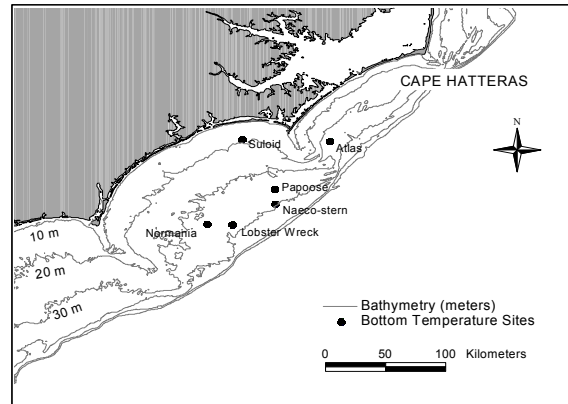 CAPE HATTERAS
N
Suloid
Atlas
Papoose
Naeco-stern
Normania
Lobster Wreck
10 m
20 m
30 m
Bathymetry (meters)
Bottom Temperature Sites
0 50 100 Kilometers